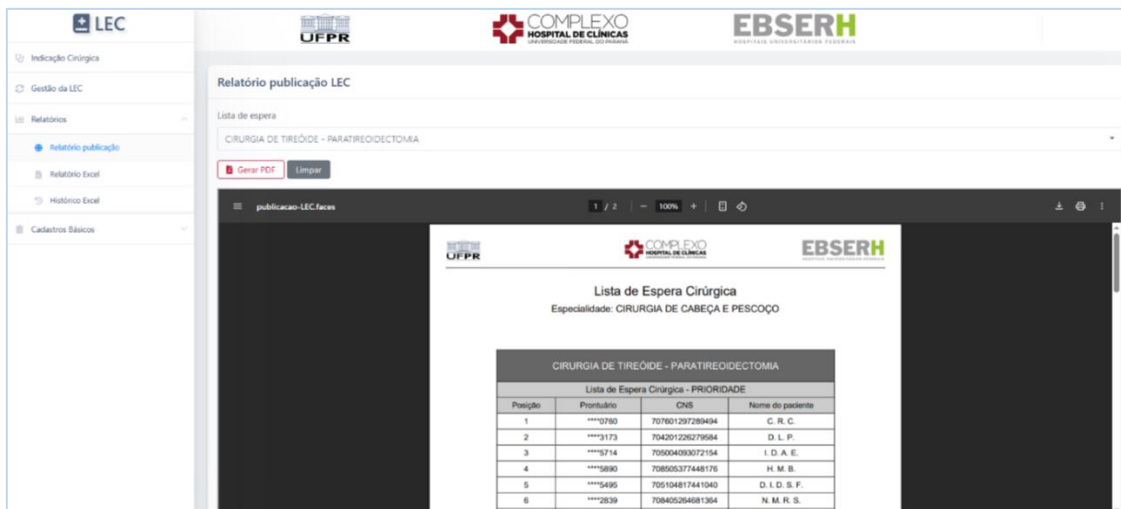 LEC
UFPR
COMPLEXO
HOSPITAL DE CLÍNICAS
UNIVERSIDADE FEDERAL DO PARANÁ
EBSERH
HOSPITAIS UNIVERSITÁRIOS FEDERAIS
Indicação Cirúrgica
Gestão da LEC
Relatórios
Relatório publicação
Relatório Excel
Histórico Excel
Cadastros Básicos
Relatório publicação LEC
Lista de espera
CIRURGIA DE TIREÓIDE - PARATIREOIDECTOMIA
Gerar PDF Limpar
publicacao-LEC.faces 1 / 2 − 100% +
UFPR COMPLEXO EBSERH
HOSPITAL DE CLÍNICAS
Lista de Espera Cirúrgica
Especialidade: CIRURGIA DE CABEÇA E PESCOÇO
CIRURGIA DE TIREÓIDE - PARATIREOIDECTOMIA
Lista de Espera Cirúrgica - PRIORIDADE
Posição Prontuário CNS Nome do paciente
1 ****0760 707601297289494 C. R. C.
2 ****3173 704201226279584 D. L. P.
3 ****5714 705004093072154 I. D. A. E.
4 ****5890 708505377448176 H. M. B.
5 ****5495 705104817441040 D. I. D. S. F.
6 ****2839 708405264681364 N. M. R. S.